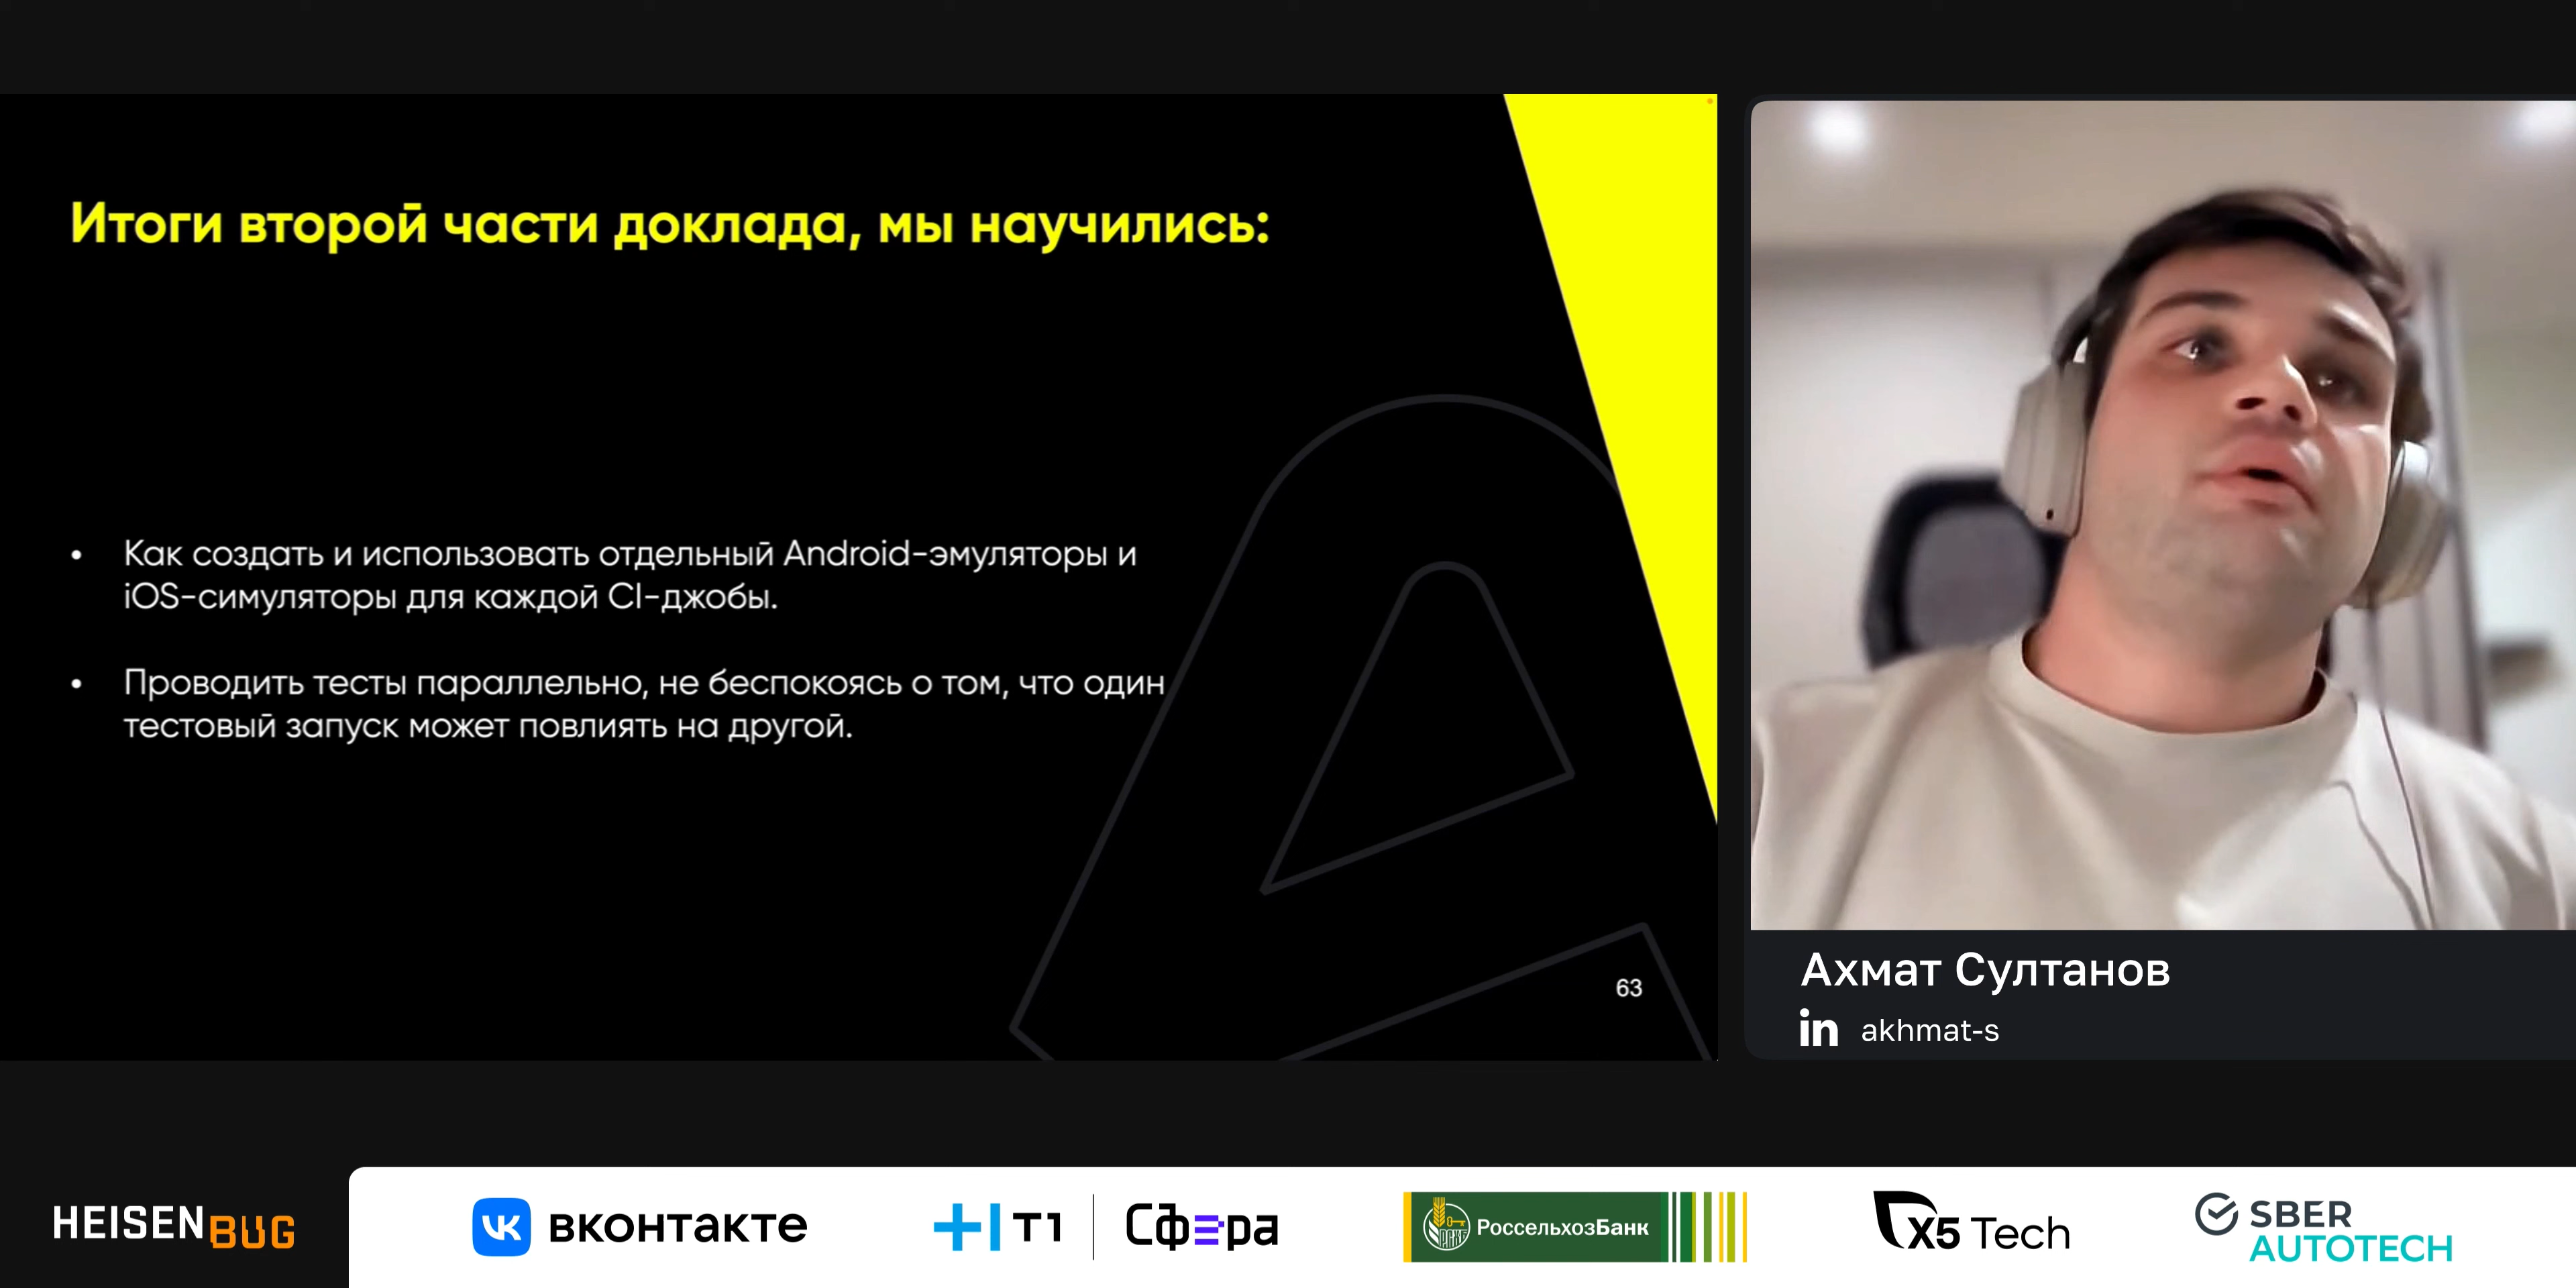 Итоги второй части доклада, мы научились:
• Как создать и использовать отдельный Android-эмуляторы и
iOS-симуляторы для каждой CI-джобы.
• Проводить тесты параллельно, не беспокоясь о том, что один
тестовый запуск может повлиять на другой.
63
Ахмат Султанов
in akhmat-s
HEISENBUG
вконтакте
Т1
Сфера
РоссельхозБанк
X5 Tech
SBER
AUTOTECH